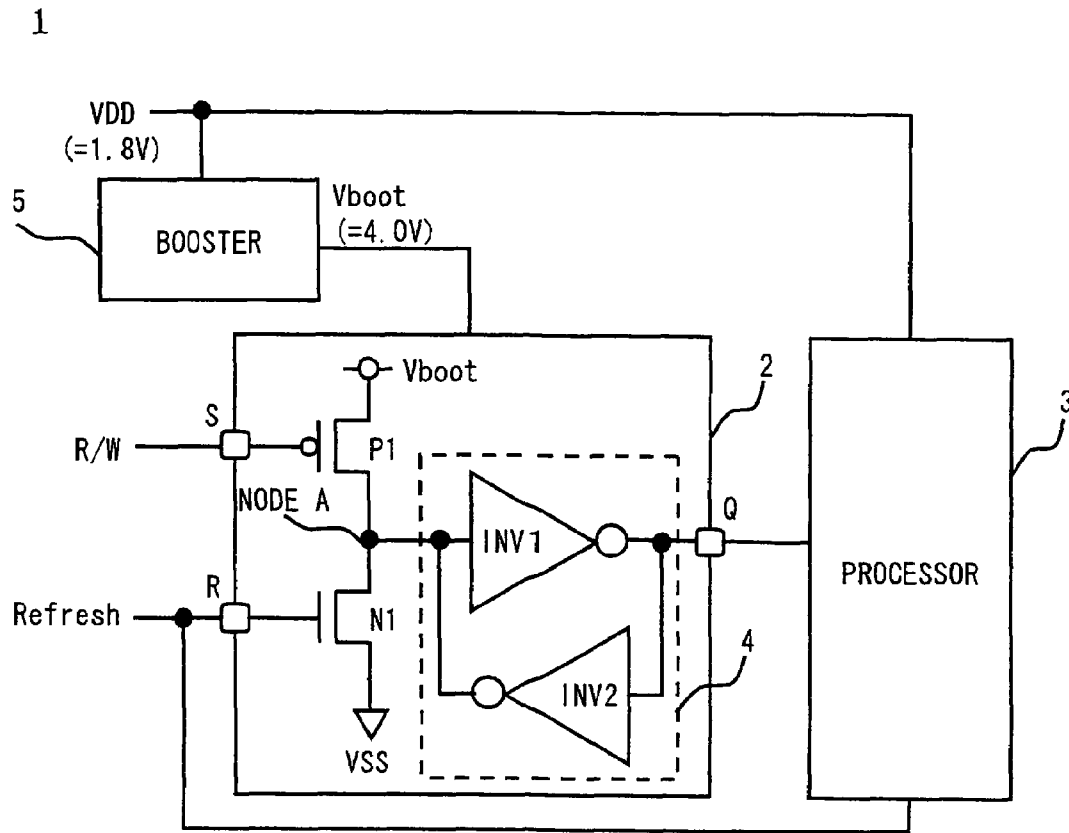 1
VDD
(=1.8V)
5
BOOSTER
Vboot
(=4.0V)
2
3
Vboot
S
R/W
P1
NODE A
INV1
Q
PROCESSOR
R
Refresh
N1
INV2
4
VSS